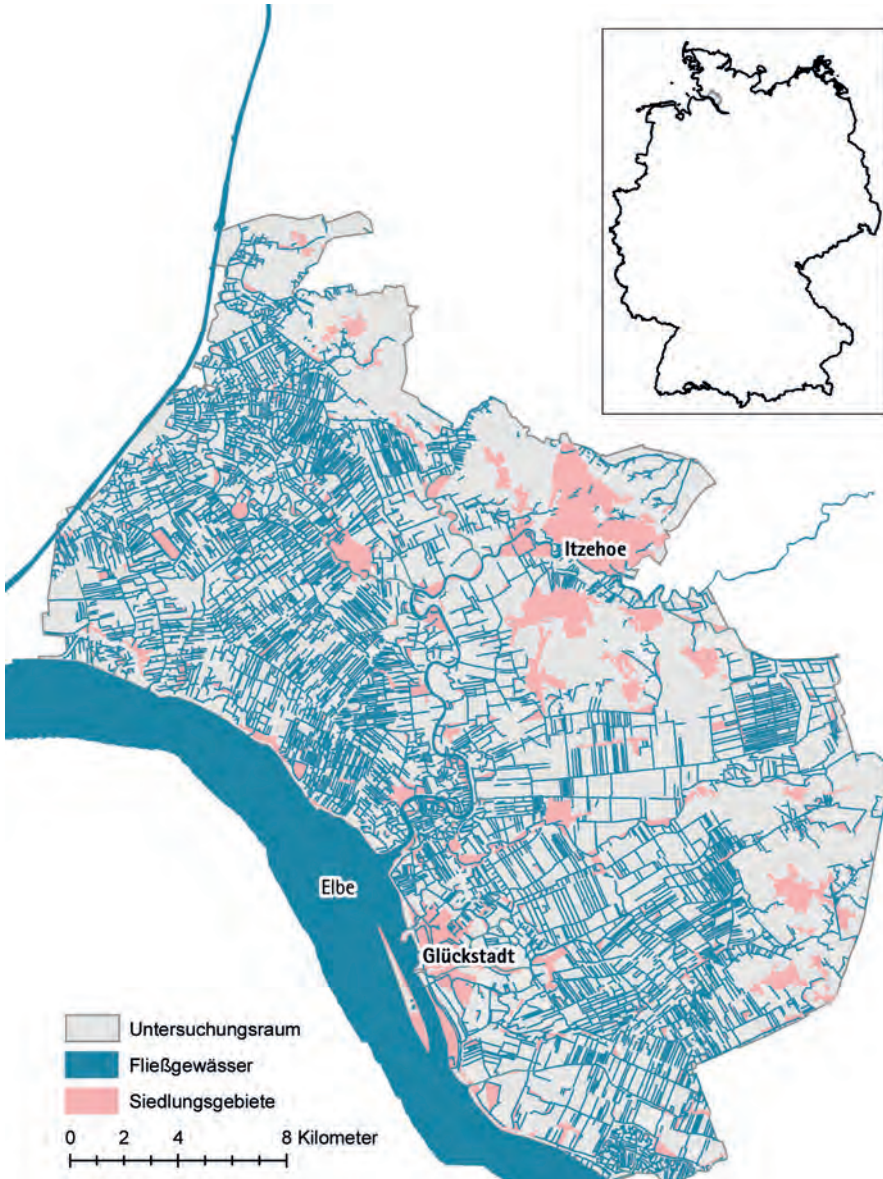 Itzehoe
Elbe
Glückstadt
Untersuchungsraum
Fließgewässer
Siedlungsgebiete
0 2 4 8 Kilometer